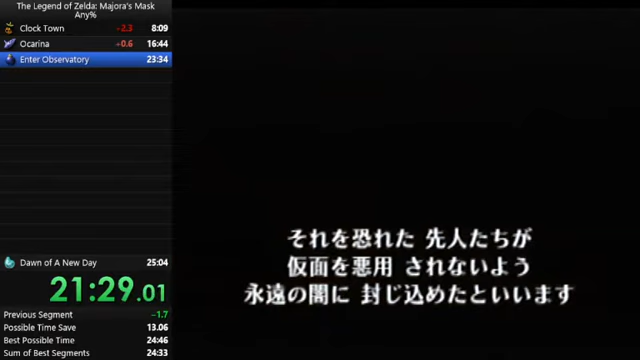 The Legend of Zelda: Majora's Mask
Any%
Clock Town -2.3 8:09
Ocarina +0.6 16:44
Enter Observatory 23:34
Dawn of A New Day 25:04
21:29.01
Previous Segment -1.7
Possible Time Save 13.06
Best Possible Time 24:46
Sum of Best Segments 24:33
それを恐れた 先人たちが
仮面を悪用 されないよう
永遠の闇に 封じ込めたといいます